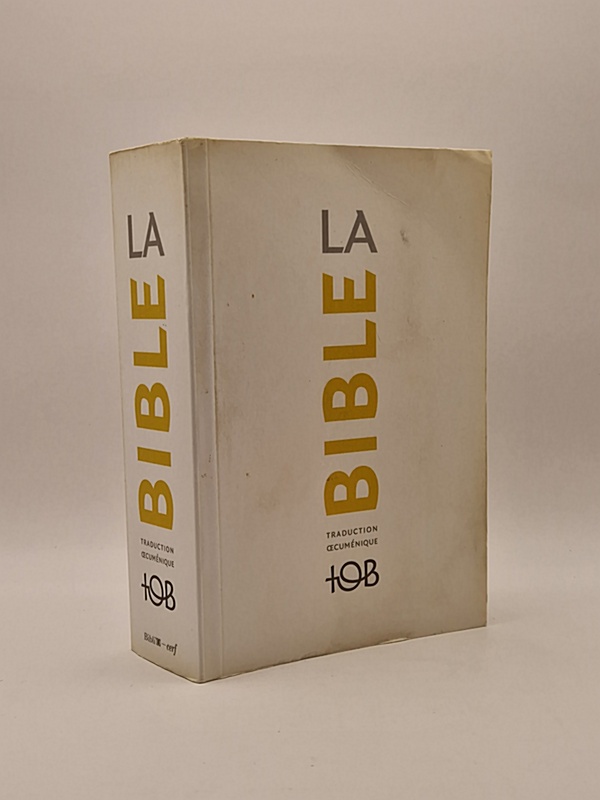 LA
BIBLE
TRADUCTION
ŒCUMÉNIQUE
TOB
Bibli'O - cerf
LA
BIBLE
TRADUCTION
ŒCUMÉNIQUE
TOB